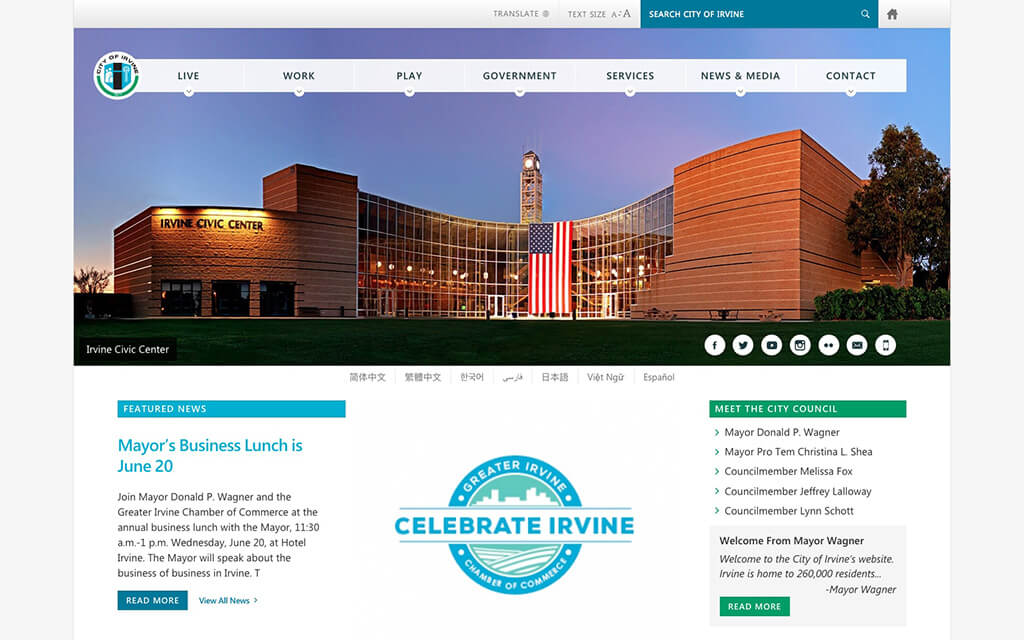 TRANSLATE
TEXT SIZE A A A
SEARCH CITY OF IRVINE
CITY OF IRVINE
LIVE
WORK
PLAY
GOVERNMENT
SERVICES
NEWS & MEDIA
CONTACT
IRVINE CIVIC CENTER
Irvine Civic Center
简体中文
繁體中文
한국어
فارسی
日本語
Việt Ngữ
Español
FEATURED NEWS
Mayor's Business Lunch is
June 20
Join Mayor Donald P. Wagner and the
Greater Irvine Chamber of Commerce at the
annual business lunch with the Mayor, 11:30
a.m.-1 p.m. Wednesday, June 20, at Hotel
Irvine. The Mayor will speak about the
business of business in Irvine. T
READ MORE
View All News
GREATER IRVINE
CELEBRATE IRVINE
CHAMBER OF COMMERCE
MEET THE CITY COUNCIL
Mayor Donald P. Wagner
Mayor Pro Tem Christina L. Shea
Councilmember Melissa Fox
Councilmember Jeffrey Lalloway
Councilmember Lynn Schott
Welcome From Mayor Wagner
Welcome to the City of Irvine's website.
Irvine is home to 260,000 residents...
-Mayor Wagner
READ MORE